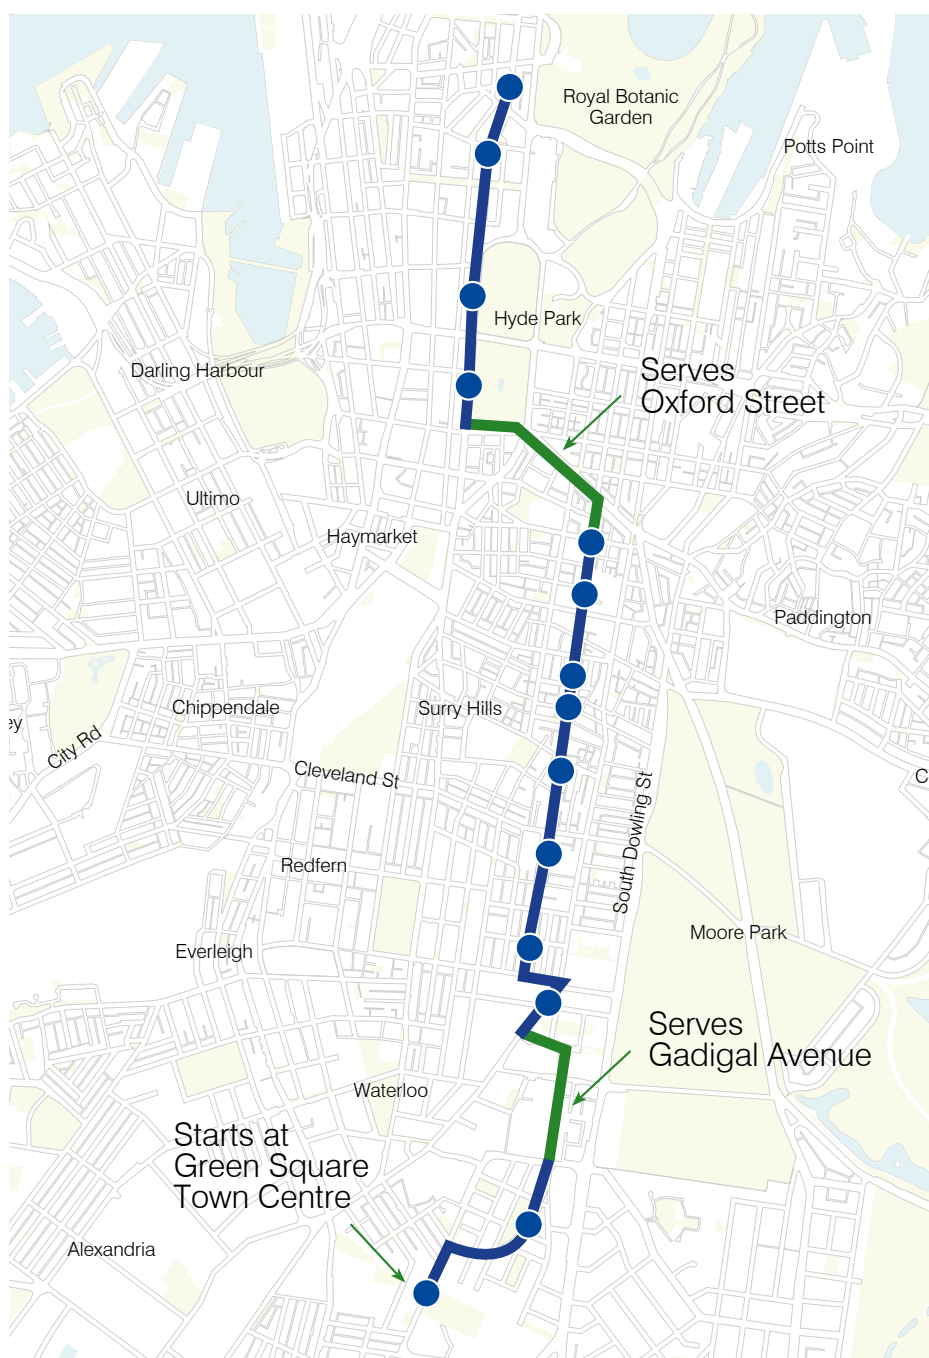 Royal Botanic
Garden
Potts Point
Hyde Park
Darling Harbour
Serves
Oxford Street
Ultimo
Haymarket
Paddington
Chippendale
Surry Hills
ey
City Rd
Cleveland St
C
South Dowling St
Redfern
Moore Park
Everleigh
Serves
Gadigal Avenue
Waterloo
Starts at
Green Square
Town Centre
Alexandria